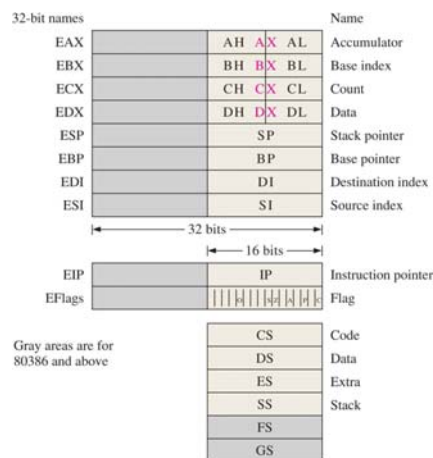 32-bit names Name
EAX AH AX AL Accumulator
EBX BH BX BL Base index
ECX CH CX CL Count
EDX DH DX DL Data
ESP SP Stack pointer
EBP BP Base pointer
EDI DI Destination index
ESI SI Source index
32 bits
16 bits
EIP IP Instruction pointer
EFlags O S Z A P C Flag
CS Code
Gray areas are for
80386 and above
DS Data
ES Extra
SS Stack
FS
GS